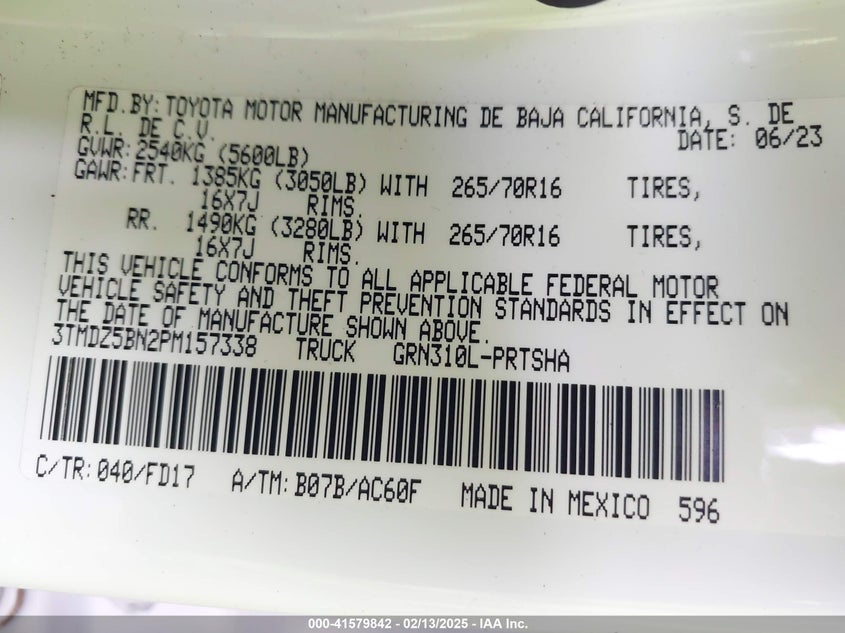 MFD.BY: TOYOTA MOTOR MANUFACTURING DE BAJA CALIFORNIA, S. DE
R.L. DE C.V. DATE: 06/23
GVWR: 2540KG (5600LB)
GAWR: FRT. 1385KG (3050LB) WITH 265/70R16 TIRES,
16X7J RIMS.
RR. 1490KG (3280LB) WITH 265/70R16 TIRES,
16X7J RIMS.
THIS VEHICLE CONFORMS TO ALL APPLICABLE FEDERAL MOTOR
VEHICLE SAFETY AND THEFT PREVENTION STANDARDS IN EFFECT ON
THE DATE OF MANUFACTURE SHOWN ABOVE.
3TMDZ5BN2PM157338 TRUCK GRN310L-PRTSHA
C/TR: 040/FD17 A/TM: B07B/AC60F MADE IN MEXICO 596
000-41579842 — 02/13/2025 — IAA Inc.